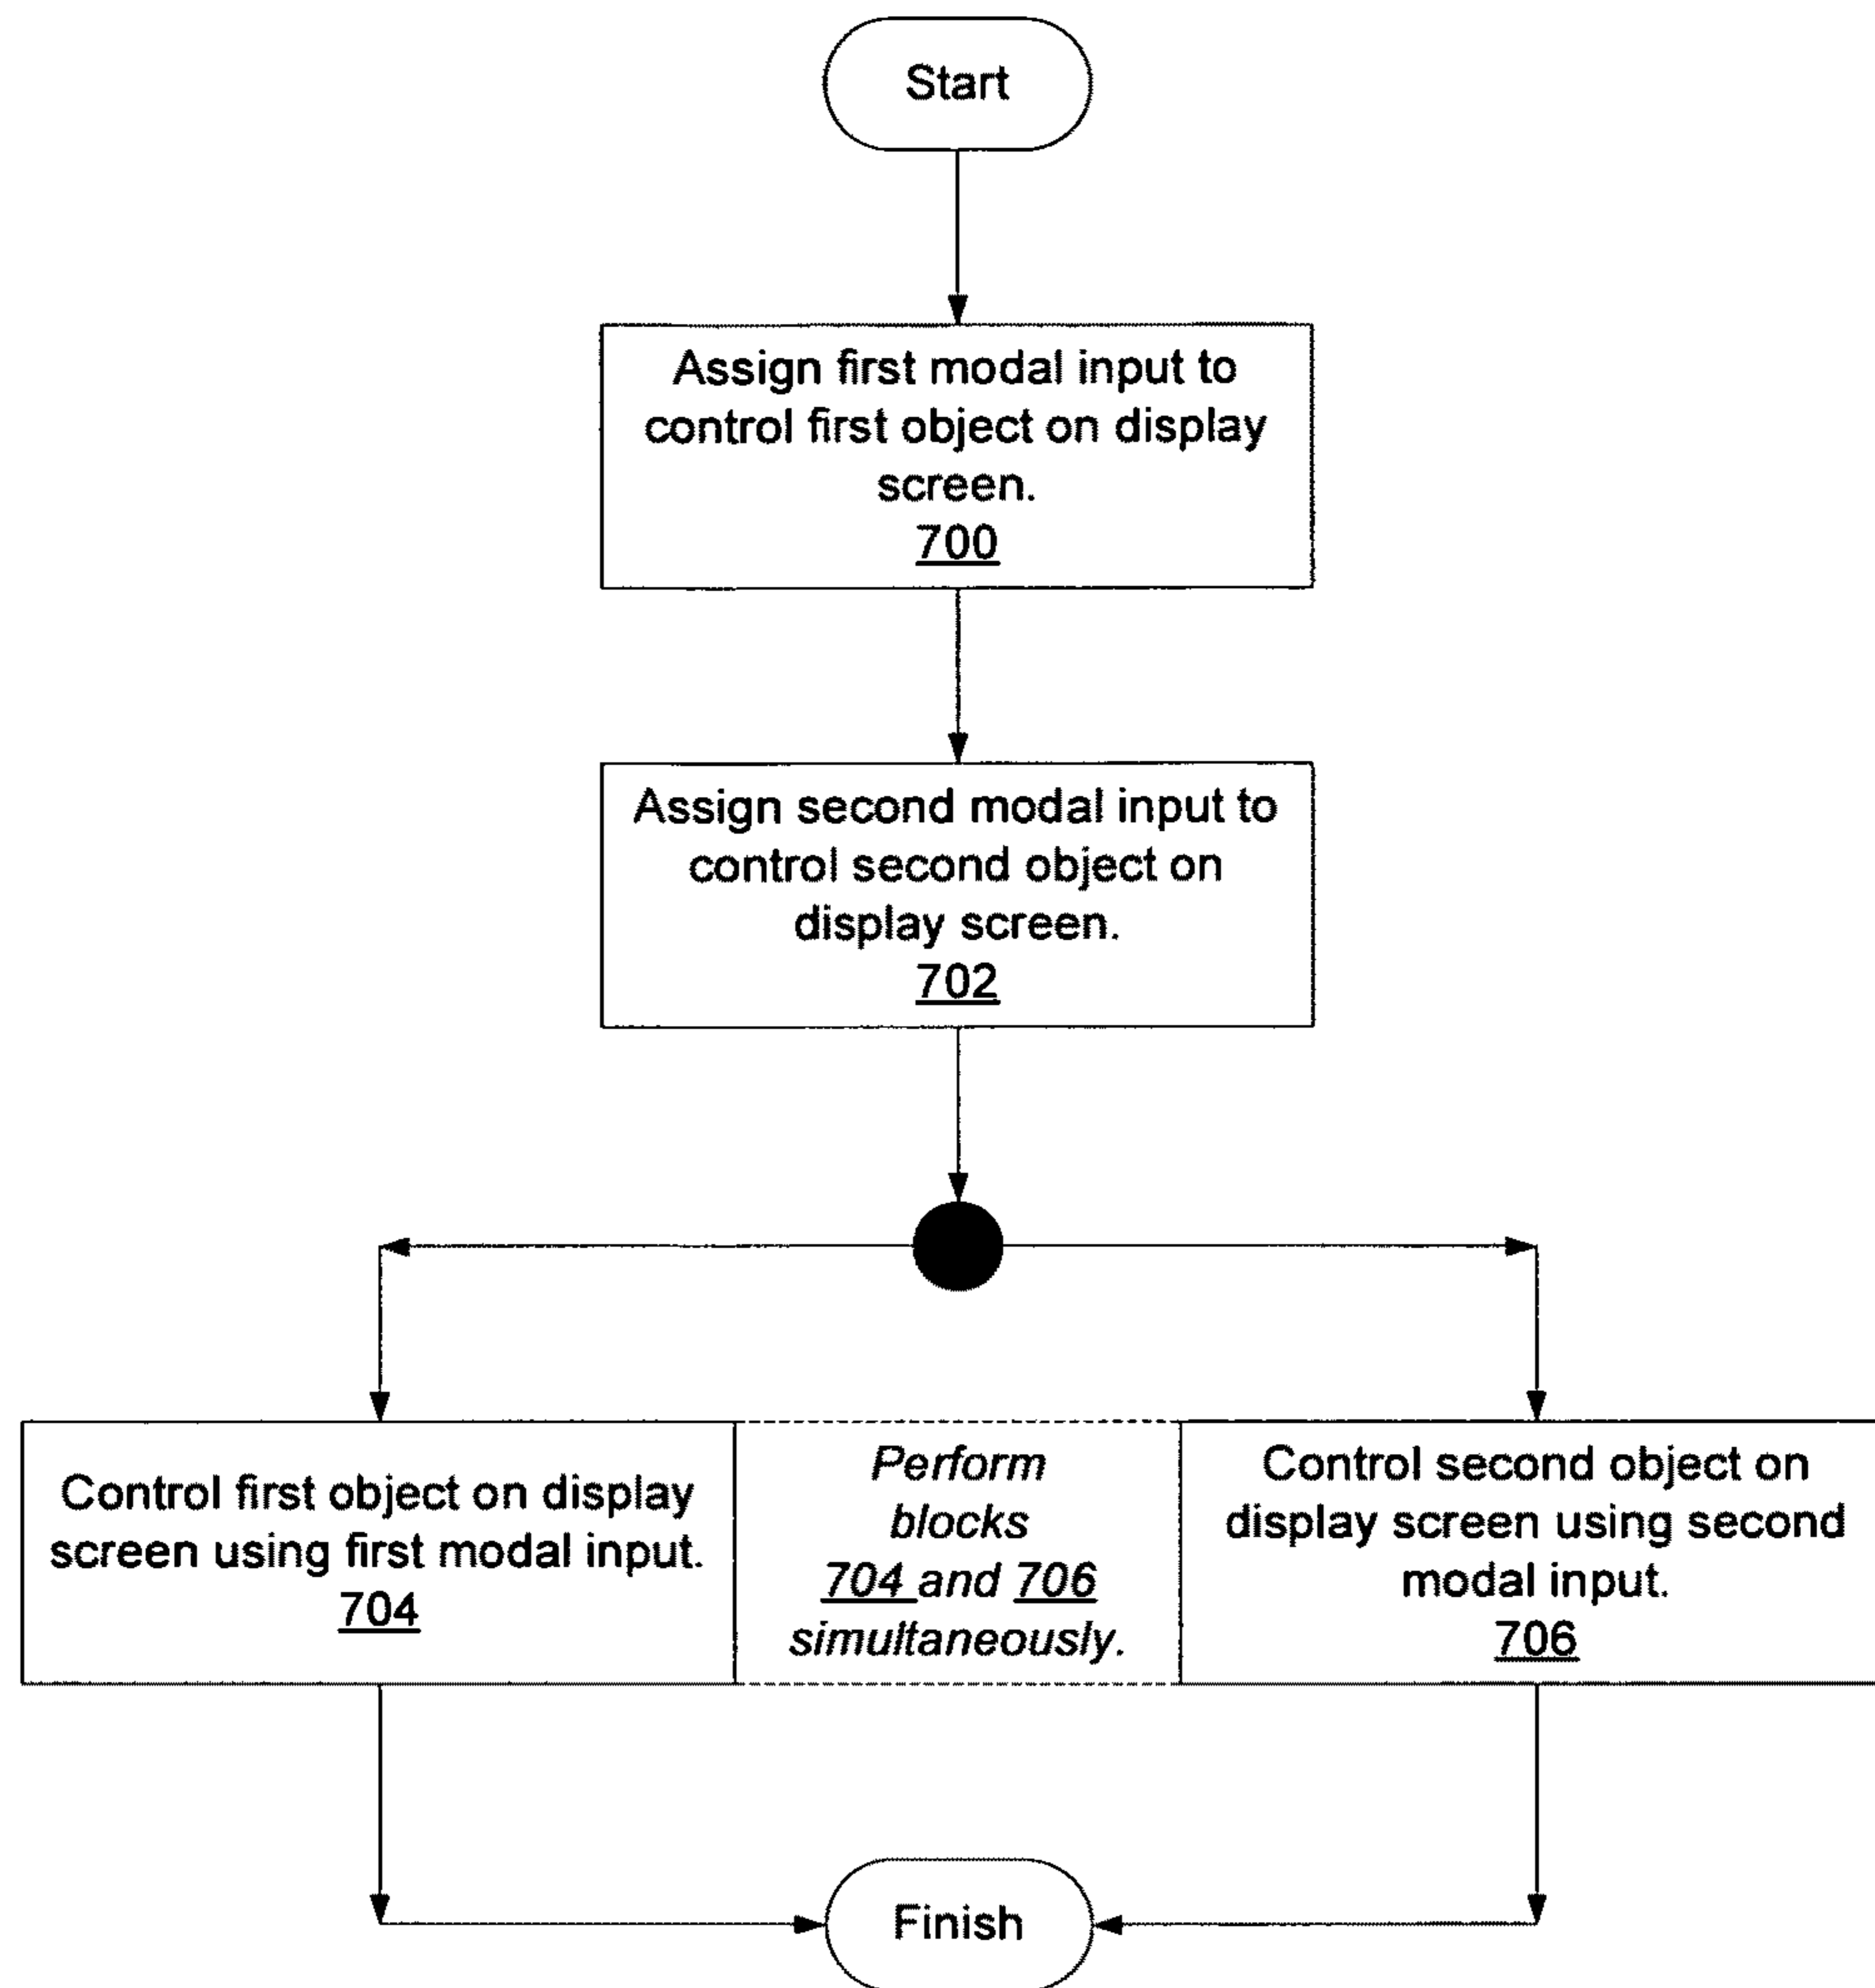 Start
Assign first modal input to
control first object on display
screen.
700
Assign second modal input to
control second object on
display screen.
702
Control first object on display
screen using first modal input.
704
Perform
blocks
704 and 706
simultaneously.
Control second object on
display screen using second
modal input.
706
Finish